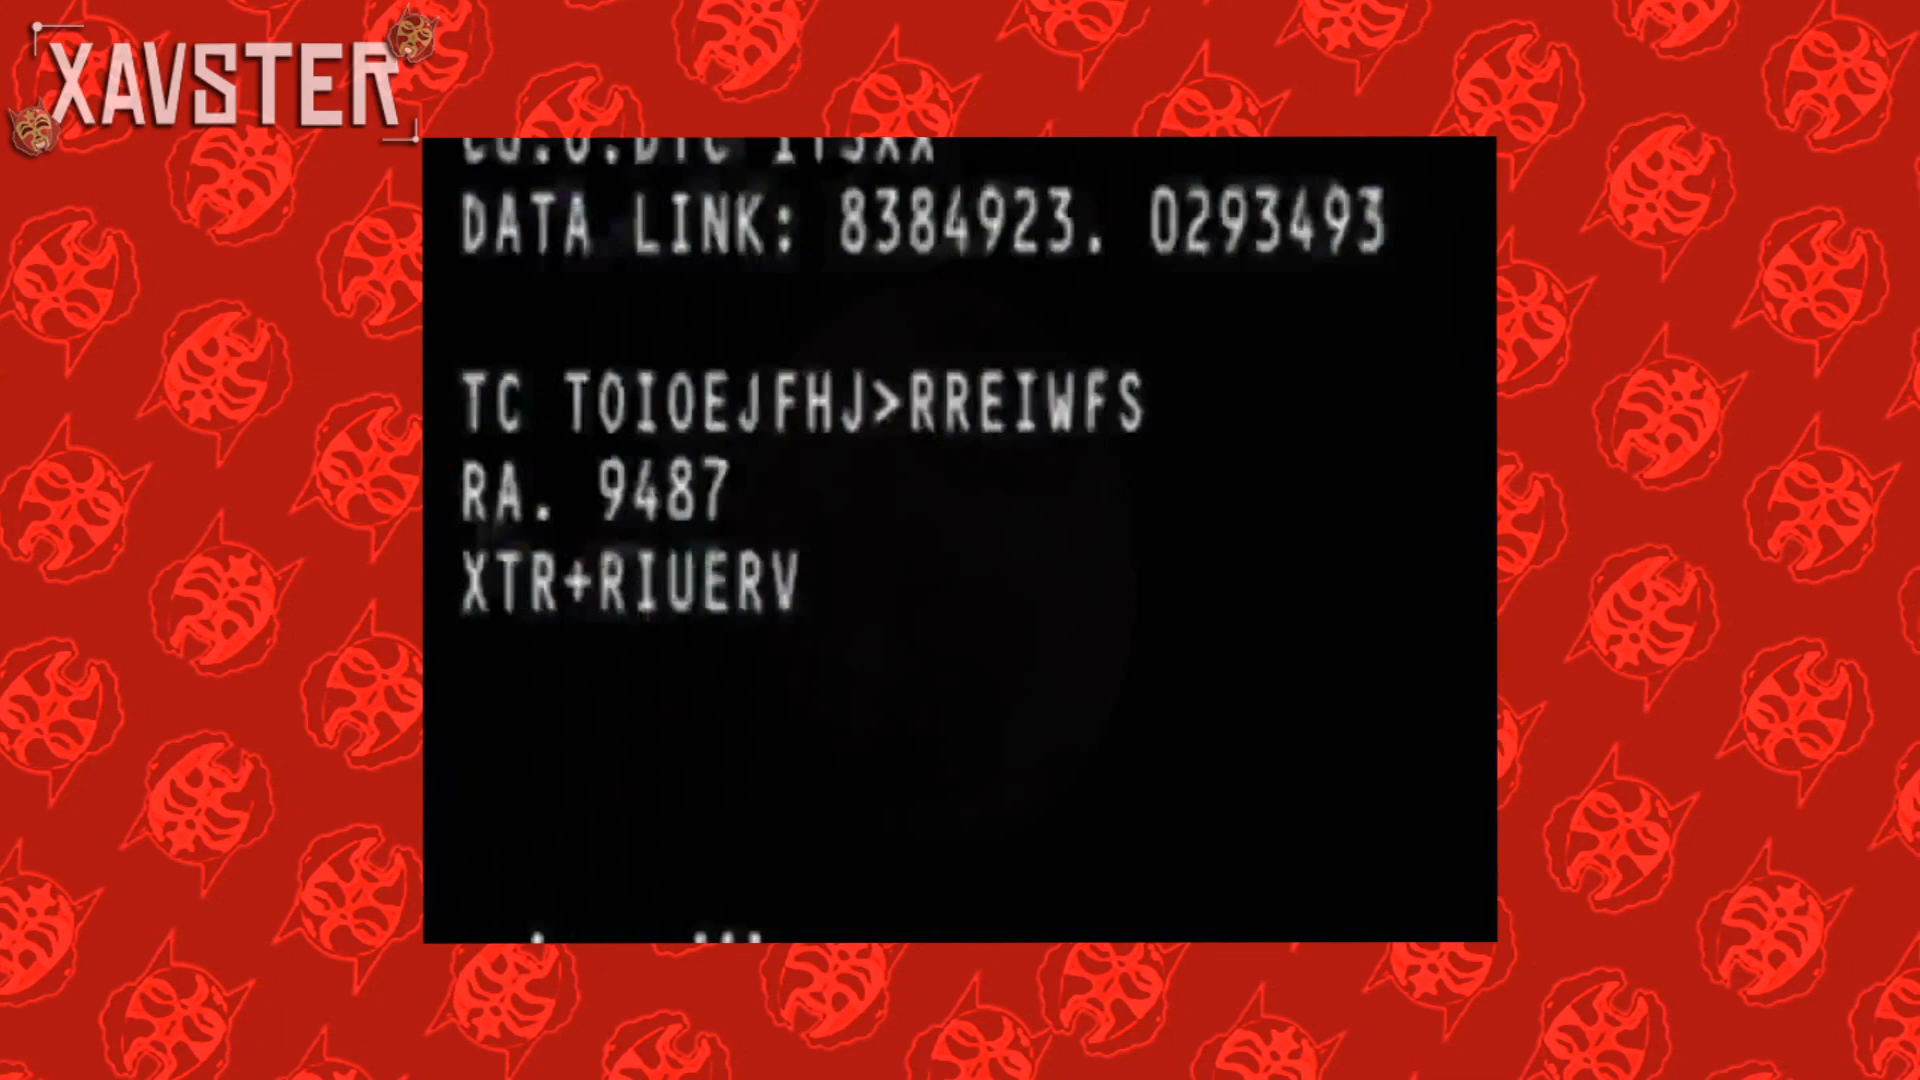 XAVSTER
DATA LINK: 8384923. 0293493
TC TOIOEJFHJ>RREIWFS
RA. 9487
XTR+RIUERV